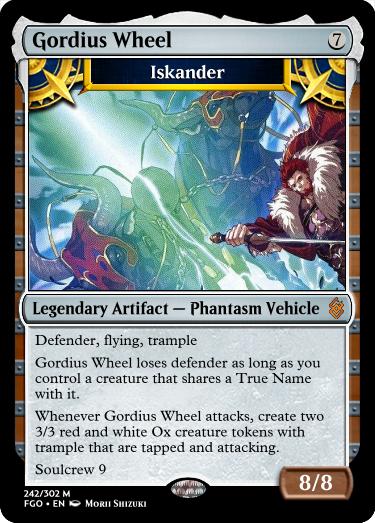 Gordius Wheel 7
Iskander
Legendary Artifact — Phantasm Vehicle
Defender, flying, trample
Gordius Wheel loses defender as long as you
control a creature that shares a True Name
with it.
Whenever Gordius Wheel attacks, create two
3/3 red and white Ox creature tokens with
trample that are tapped and attacking.
Soulcrew 9
8/8
242/302 M
FGO • EN Morii Shizuki